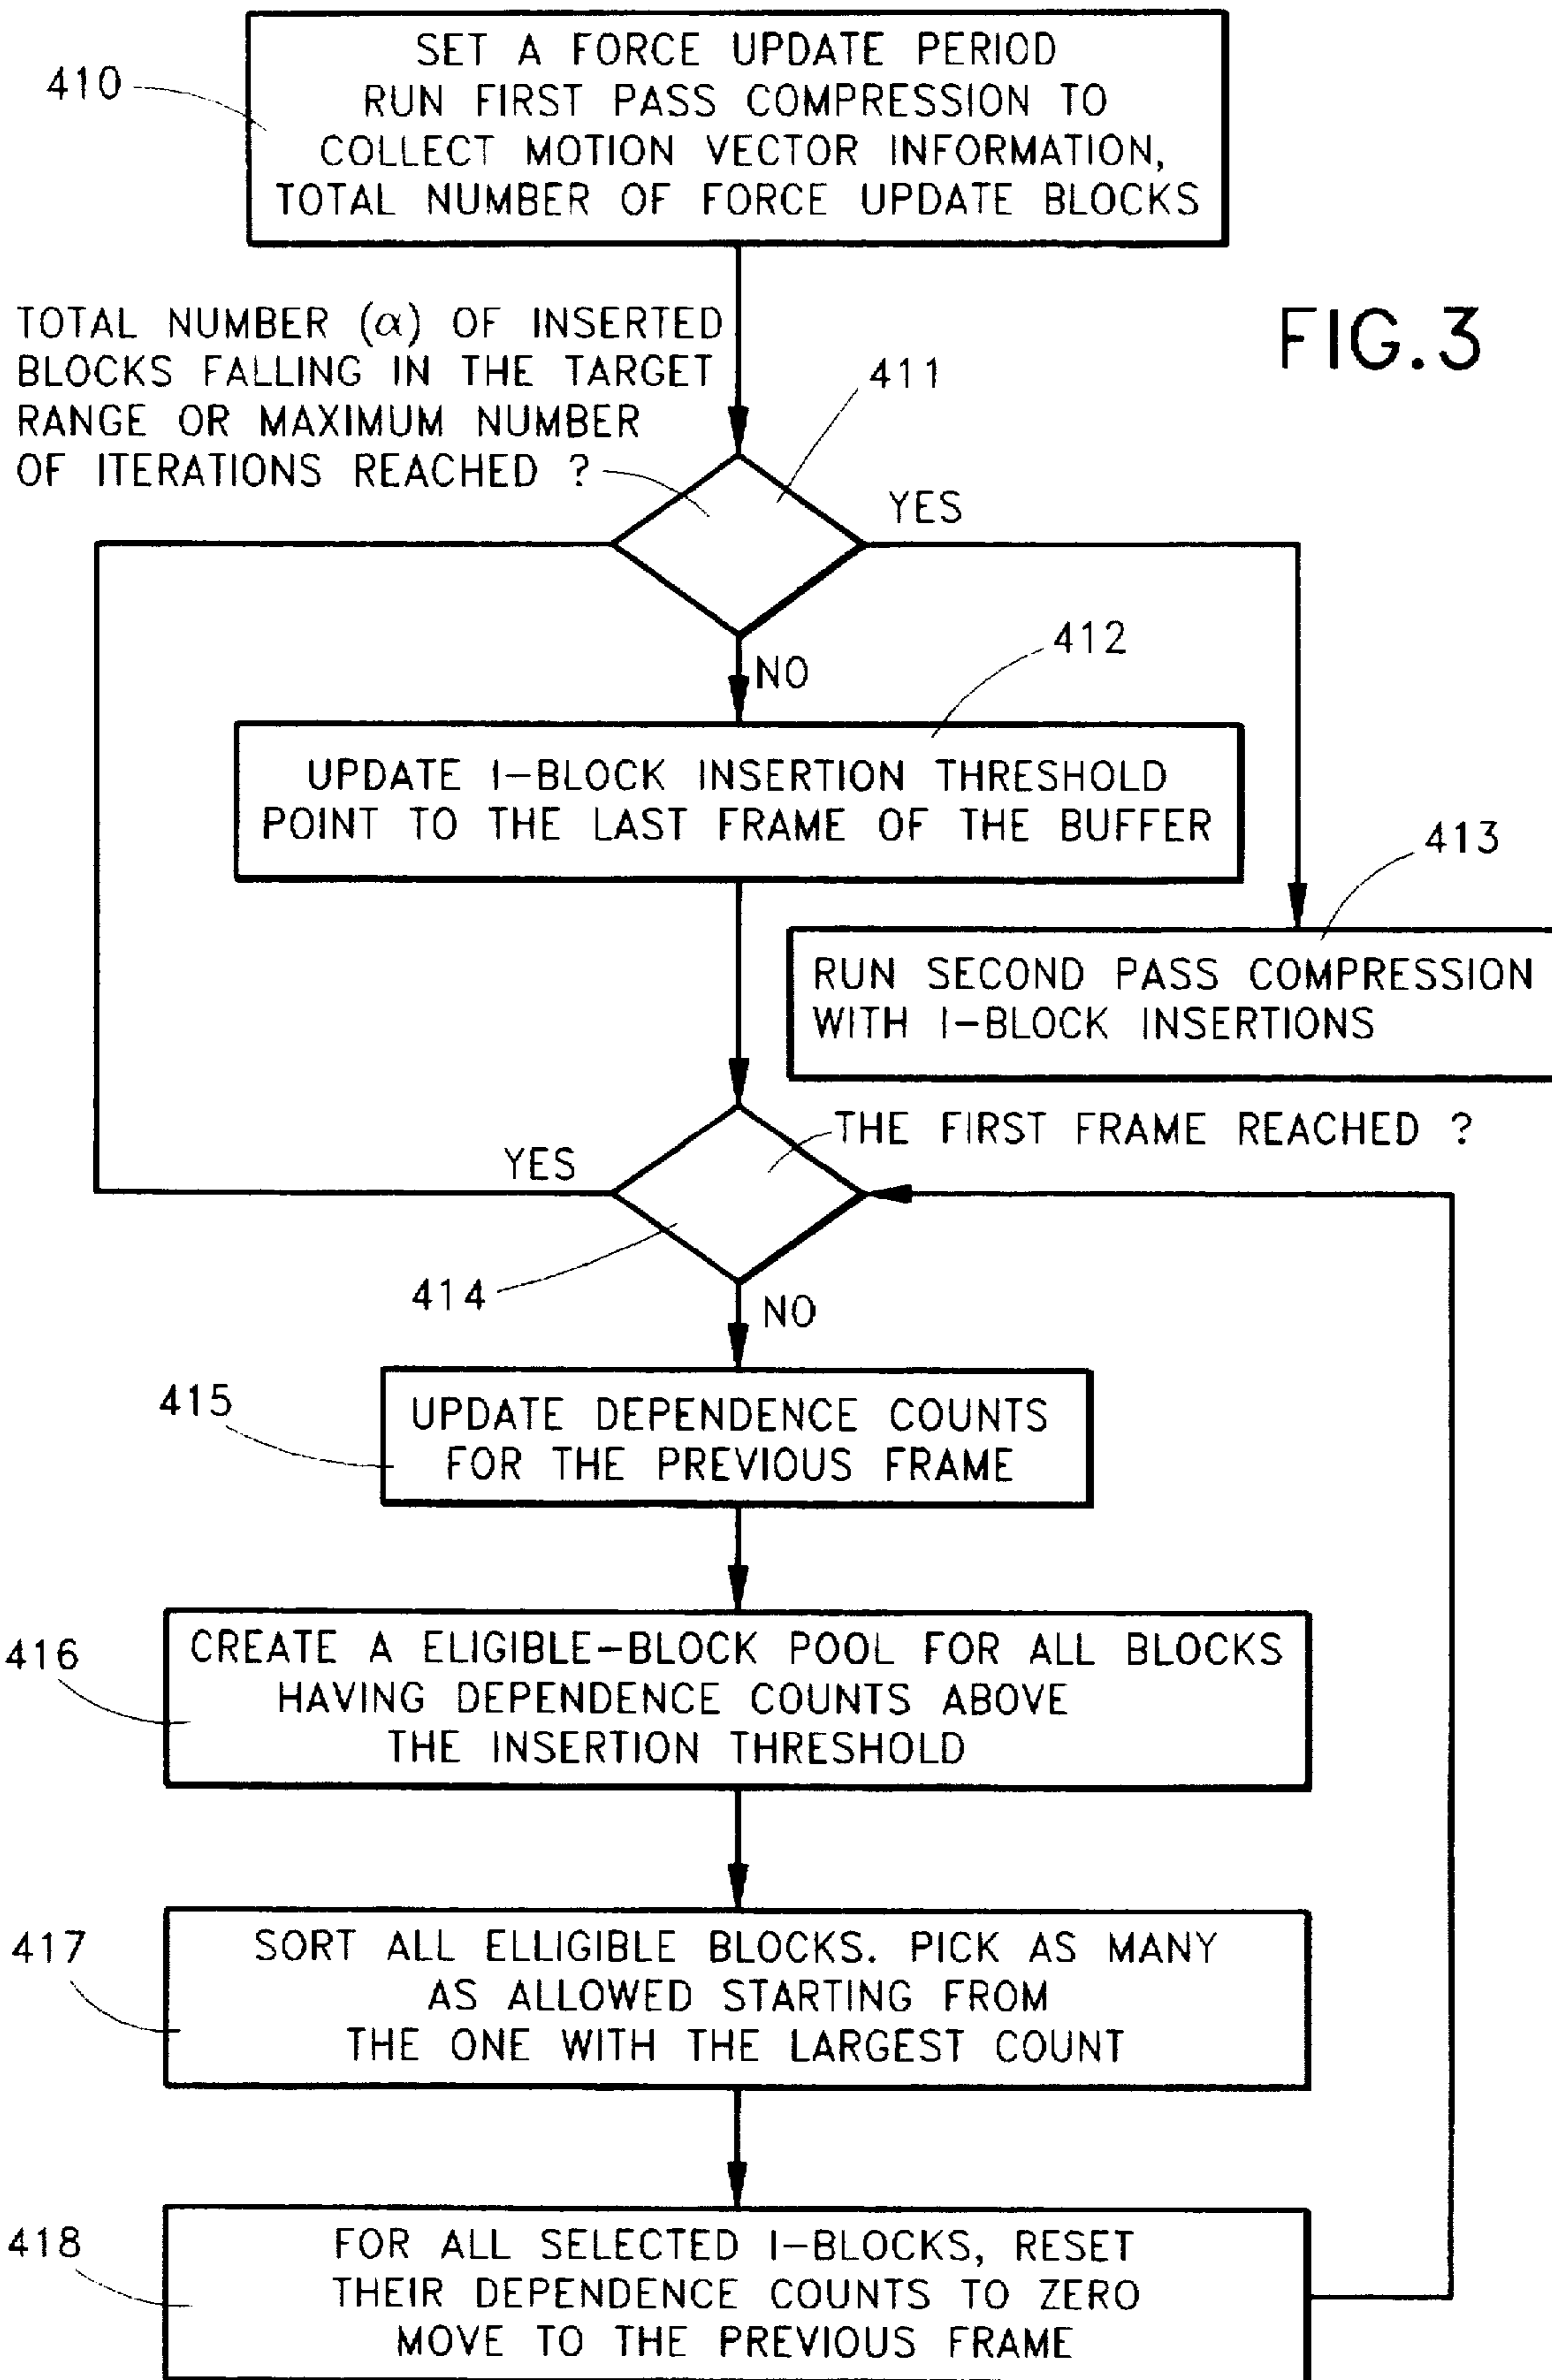 410
SET A FORCE UPDATE PERIOD
RUN FIRST PASS COMPRESSION TO
COLLECT MOTION VECTOR INFORMATION,
TOTAL NUMBER OF FORCE UPDATE BLOCKS
FIG.3
TOTAL NUMBER (α) OF INSERTED
BLOCKS FALLING IN THE TARGET
RANGE OR MAXIMUM NUMBER
OF ITERATIONS REACHED ?
411
YES
NO
412
UPDATE I-BLOCK INSERTION THRESHOLD
POINT TO THE LAST FRAME OF THE BUFFER
413
RUN SECOND PASS COMPRESSION
WITH I-BLOCK INSERTIONS
THE FIRST FRAME REACHED ?
YES
414
NO
415
UPDATE DEPENDENCE COUNTS
FOR THE PREVIOUS FRAME
416
CREATE A ELIGIBLE-BLOCK POOL FOR ALL BLOCKS
HAVING DEPENDENCE COUNTS ABOVE
THE INSERTION THRESHOLD
417
SORT ALL ELLIGIBLE BLOCKS. PICK AS MANY
AS ALLOWED STARTING FROM
THE ONE WITH THE LARGEST COUNT
418
FOR ALL SELECTED I-BLOCKS, RESET
THEIR DEPENDENCE COUNTS TO ZERO
MOVE TO THE PREVIOUS FRAME